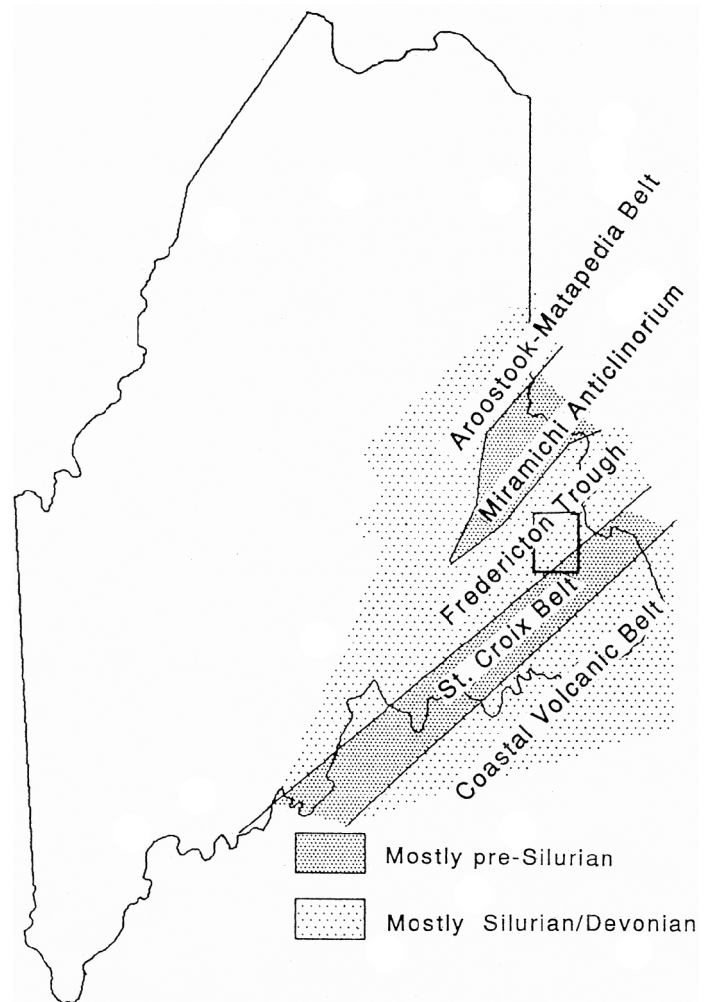 Aroostook-Matapedia Belt
Miramichi Anticlinorium
Fredericton Trough
St. Croix Belt
Coastal Volcanic Belt
Mostly pre-Silurian
Mostly Silurian/Devonian